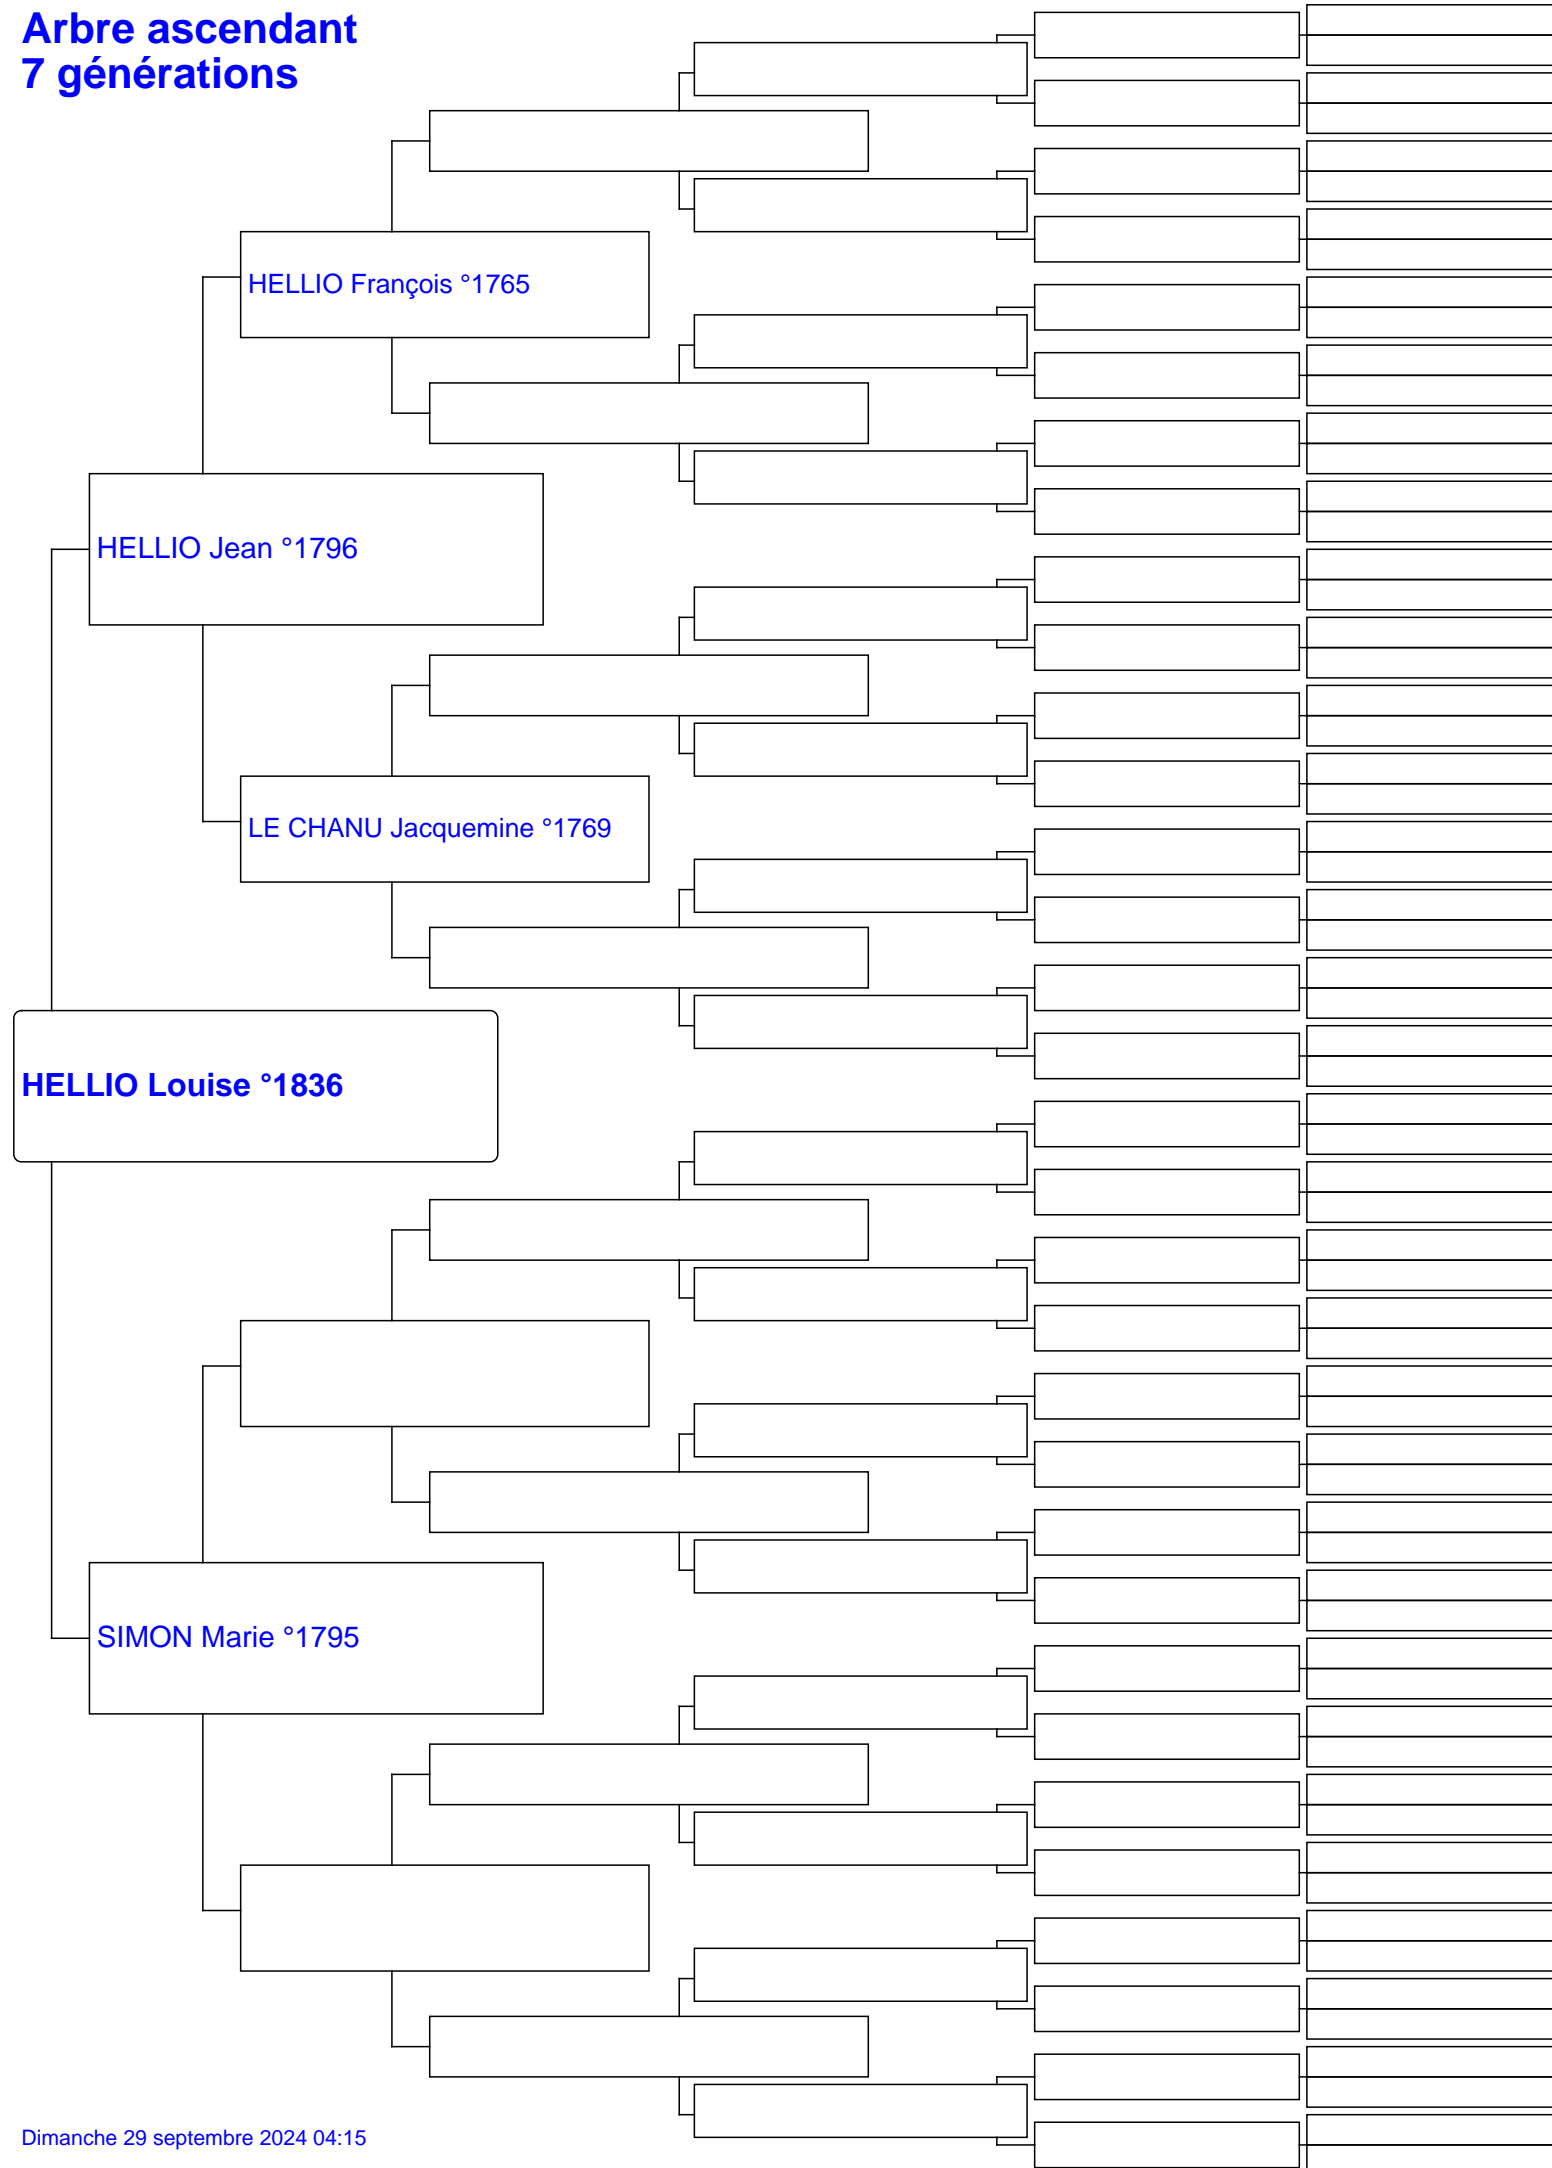 Arbre ascendant
7 générations
HELLIO François °1765
HELLIO Jean °1796
LE CHANU Jacquemine °1769
HELLIO Louise °1836
SIMON Marie °1795
Dimanche 29 septembre 2024 04:15